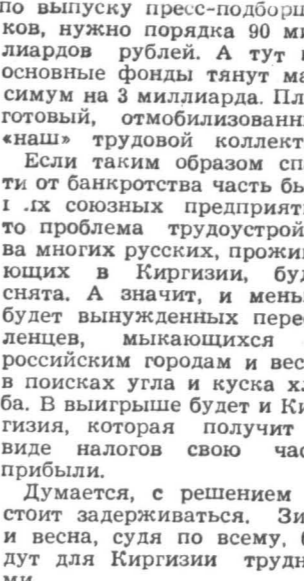 по выпуску пресс-подборщи
ков, нужно порядка 90 ми
лиардов рублей. А тут
основные фонды тянут ма
симум на 3 миллиарда. Пл
готовый, отмобилизованн
«наш» трудовой коллект
Если таким образом сп
ти от банкротства часть бы
их союзных предприят
то проблема трудоустрой
ва многих русских, прожи
ющих в Киргизии, буд
снята. А значит, и мень
будет вынужденных пере
ленцев, мыкающихся
российским городам и вес
в поисках угла и куска х
ба. В выигрыше будет и Ки
гизия, которая получит
виде налогов свою час
прибыли.
Думается, с решением
стоит задерживаться. Зи
и весна, судя по всему, б
дут для Киргизии трудн
ми